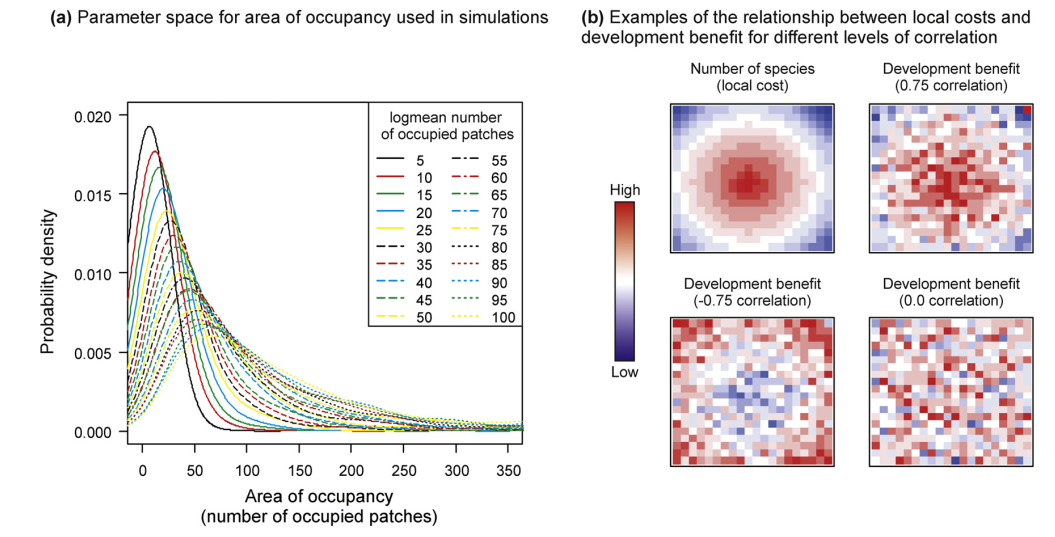 (a) Parameter space for area of occupancy used in simulations
0.020
0.015
0.010
0.005
0.000
Probability density
0 50 100 150 200 250 300 350
Area of occupancy
(number of occupied patches)
logmean number
of occupied patches
5 55
10 60
15 65
20 70
25 75
30 80
35 85
40 90
45 95
50 100
(b) Examples of the relationship between local costs and
development benefit for different levels of correlation
Number of species
(local cost)
Development benefit
(0.75 correlation)
High
Low
Development benefit
(-0.75 correlation)
Development benefit
(0.0 correlation)